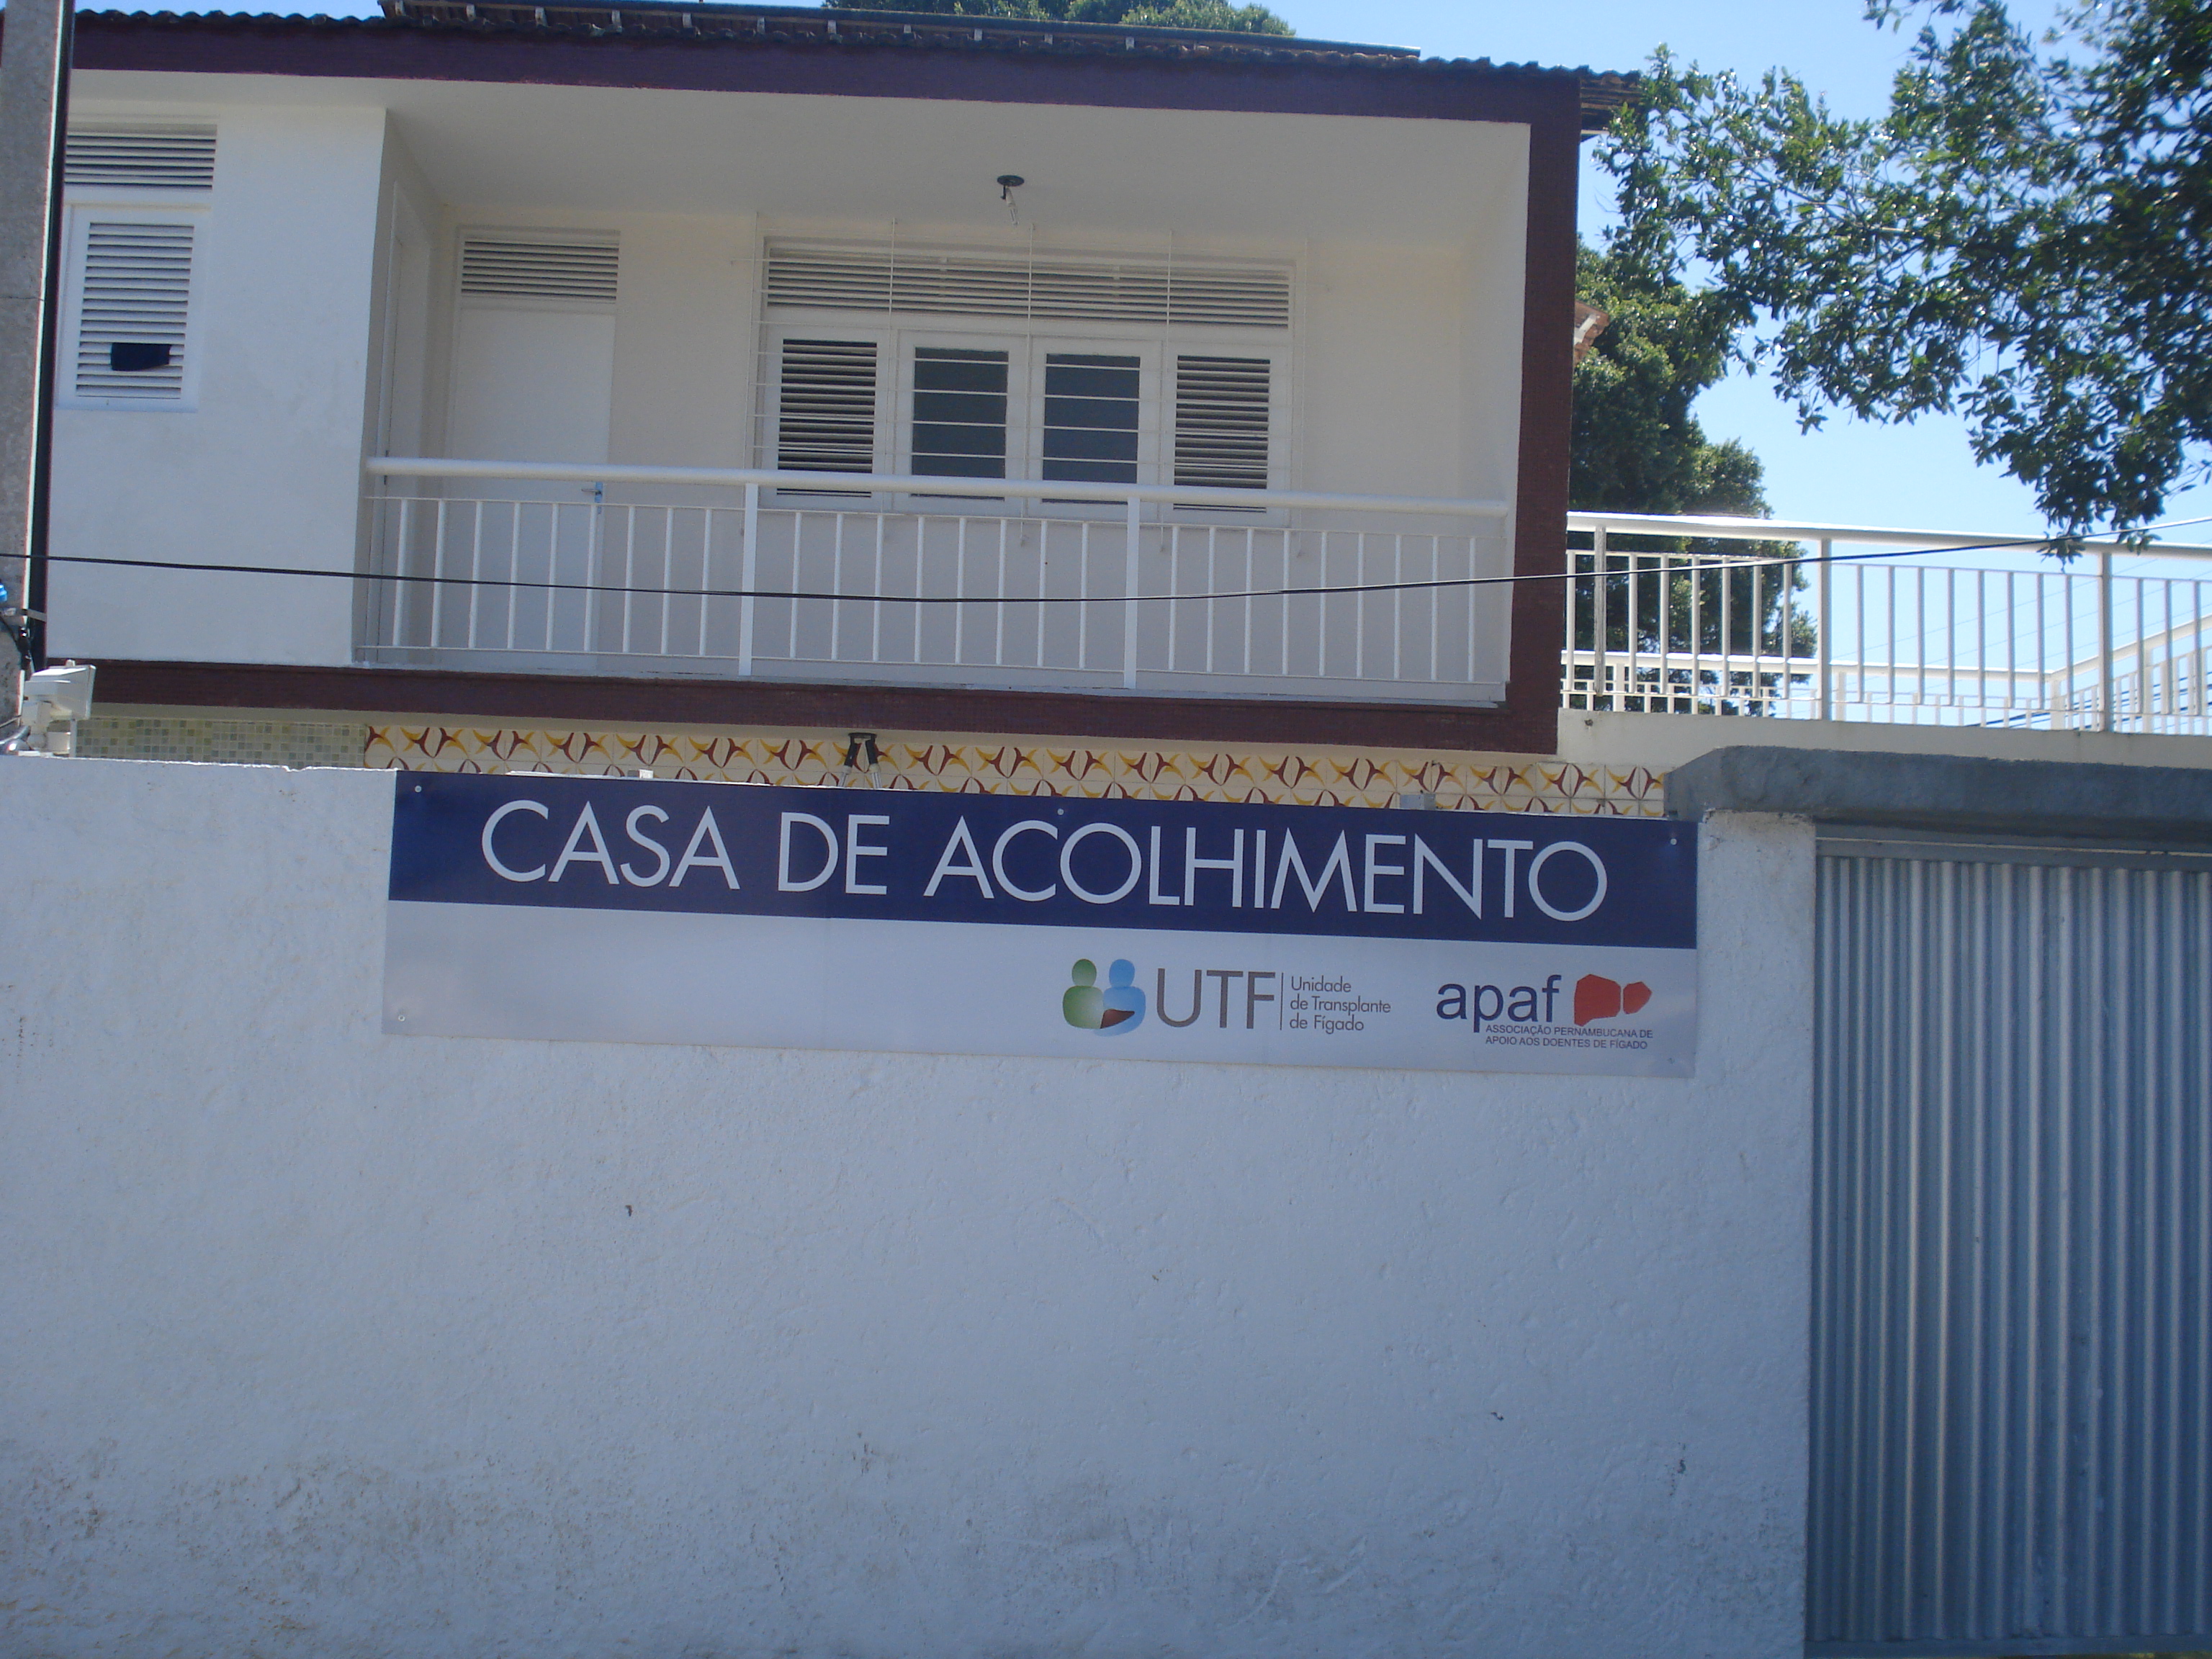 CASA DE ACOLHIMENTO
UTF
Unidade
de Transplante
de Fígado
apaf
ASSOCIAÇÃO PERNAMBUCANA DE
APOIO AOS DOENTES DE FÍGADO